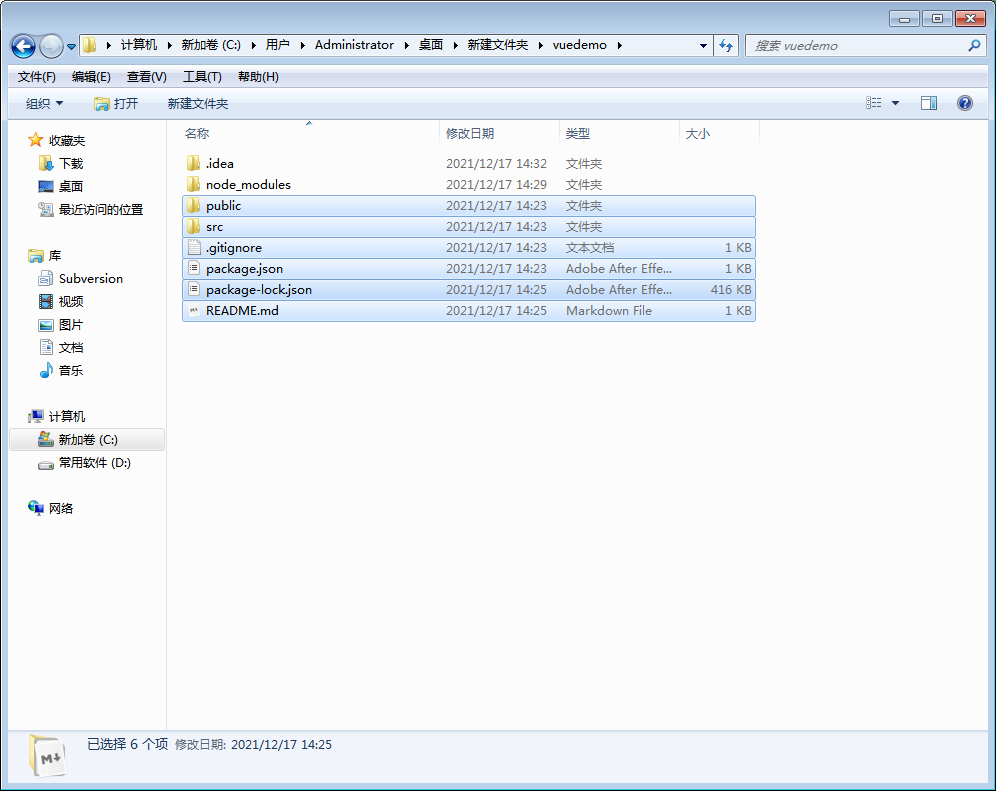 计算机 新加卷 (C:) 用户 Administrator 桌面 新建文件夹 vuedemo
搜索 vuedemo
文件(F) 编辑(E) 查看(V) 工具(T) 帮助(H)
组织 打开 新建文件夹
收藏夹
下载
桌面
最近访问的位置
库
Subversion
视频
图片
文档
音乐
计算机
新加卷 (C:)
常用软件 (D:)
网络
名称 修改日期 类型 大小
.idea 2021/12/17 14:32 文件夹
node_modules 2021/12/17 14:29 文件夹
public 2021/12/17 14:23 文件夹
src 2021/12/17 14:23 文件夹
.gitignore 2021/12/17 14:23 文本文档 1 KB
package.json 2021/12/17 14:23 Adobe After Effe... 1 KB
package-lock.json 2021/12/17 14:25 Adobe After Effe... 416 KB
README.md 2021/12/17 14:25 Markdown File 1 KB
M↓
已选择 6 个项 修改日期: 2021/12/17 14:25